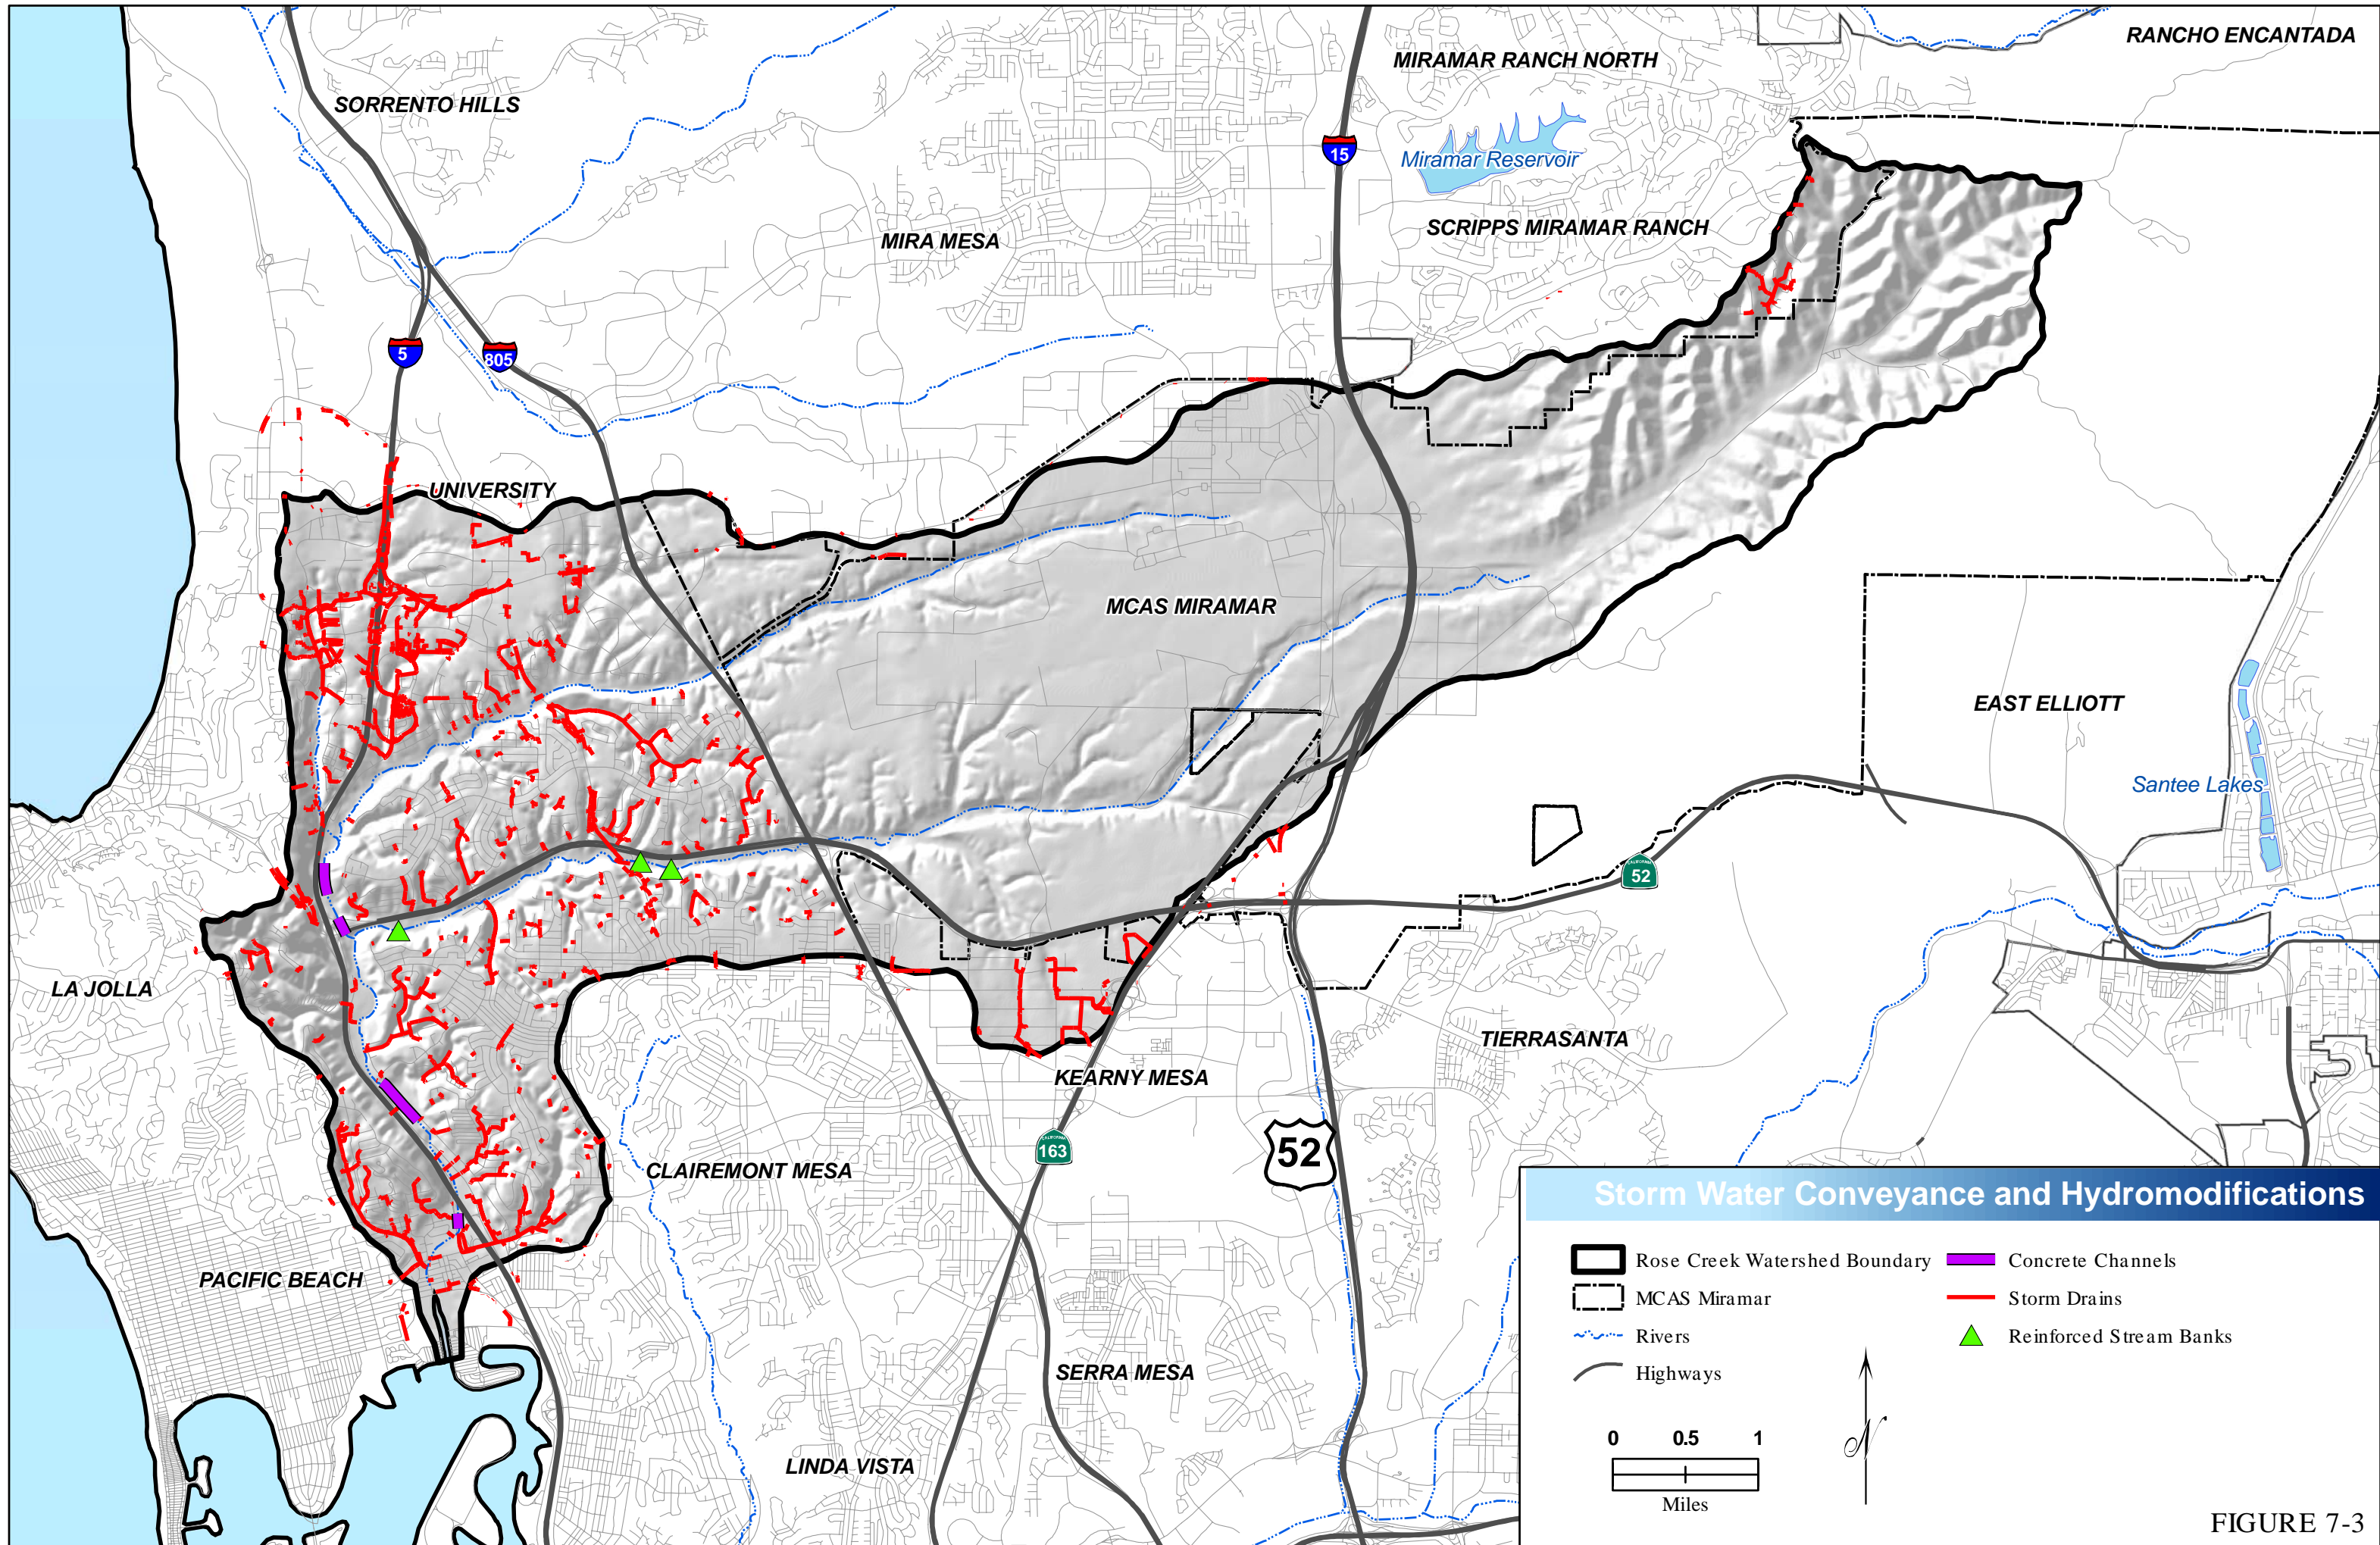 RANCHO ENCANTADA
MIRAMAR RANCH NORTH
SORRENTO HILLS
15
Miramar Reservoir
SCRIPPS MIRAMAR RANCH
MIRA MESA
5
805
UNIVERSITY
MCAS MIRAMAR
EAST ELLIOTT
Santee Lakes
CALIFORNIA
52
LA JOLLA
TIERRASANTA
KEARNY MESA
CALIFORNIA
163
52
CLAIREMONT MESA
PACIFIC BEACH
SERRA MESA
LINDA VISTA
Storm Water Conveyance and Hydromodifications
Rose Creek Watershed Boundary
MCAS Miramar
Rivers
Highways
Concrete Channels
Storm Drains
Reinforced Stream Banks
0 0.5 1
Miles
N
FIGURE 7-3